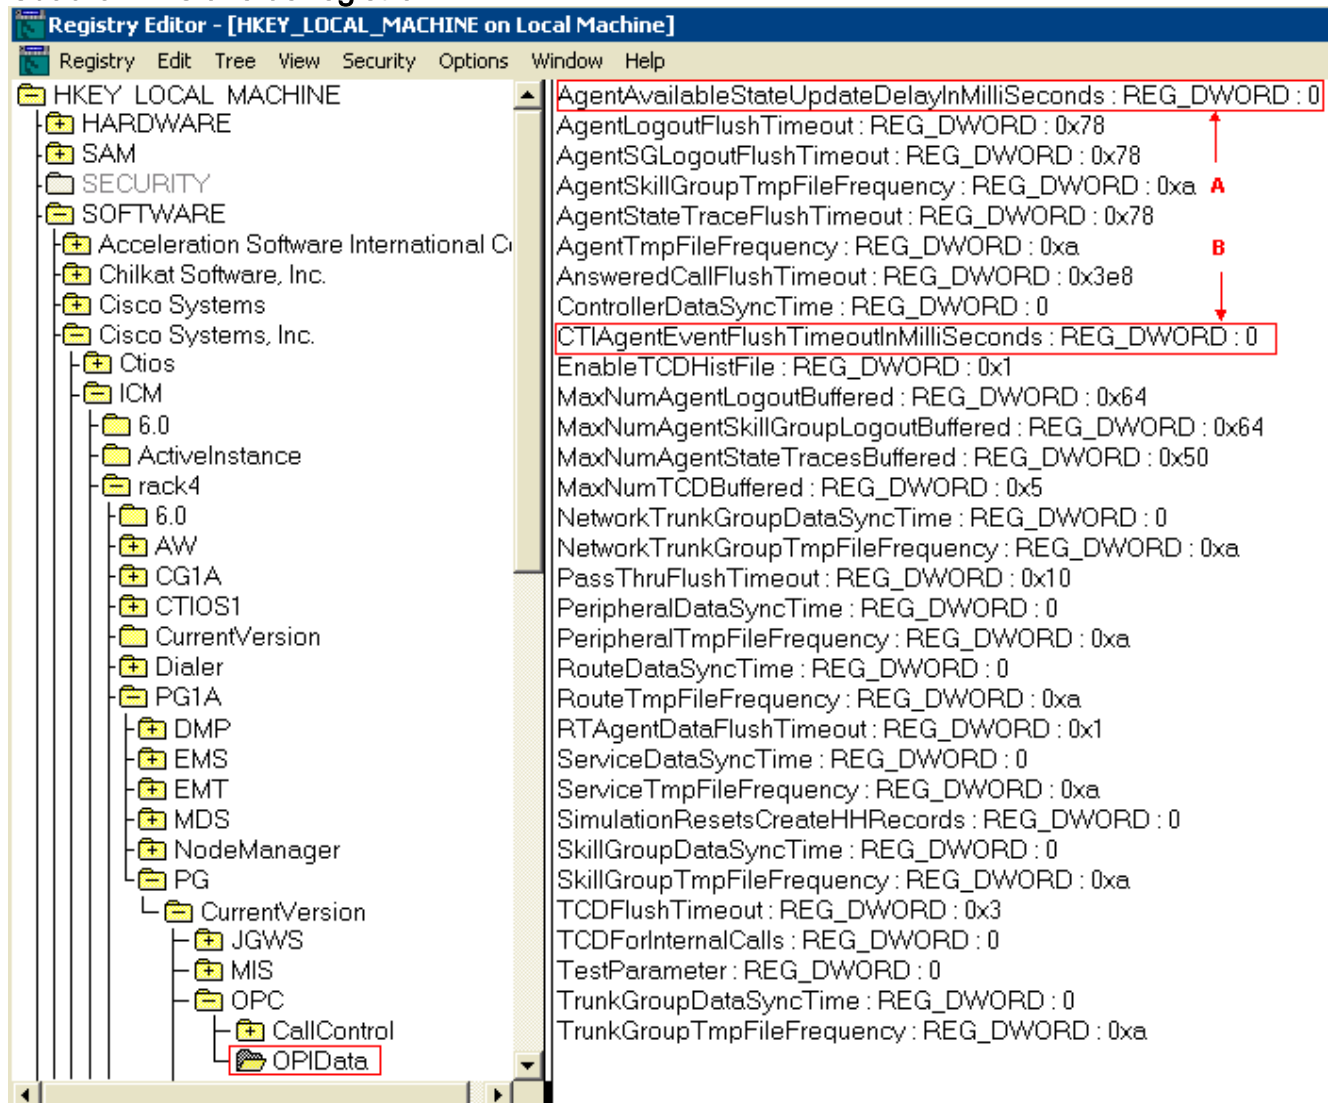 Registry Editor - [HKEY_LOCAL_MACHINE on Local Machine]
Registry Edit Tree View Security Options Window Help
HKEY_LOCAL_MACHINE
HARDWARE
SAM
SECURITY
SOFTWARE
Acceleration Software International C
Chilkat Software, Inc.
Cisco Systems
Cisco Systems, Inc.
Ctios
ICM
6.0
ActiveInstance
rack4
6.0
AW
CG1A
CTIOS1
CurrentVersion
Dialer
PG1A
DMP
EMS
EMT
MDS
NodeManager
PG
CurrentVersion
JGWS
MIS
OPC
CallControl
OPIData
AgentAvailableStateUpdateDelayInMilliSeconds : REG_DWORD : 0
AgentLogoutFlushTimeout : REG_DWORD : 0x78
AgentSGLogoutFlushTimeout : REG_DWORD : 0x78
AgentSkillGroupTmpFileFrequency : REG_DWORD : 0xa A
AgentStateTraceFlushTimeout : REG_DWORD : 0x78
AgentTmpFileFrequency : REG_DWORD : 0xa B
AnsweredCallFlushTimeout : REG_DWORD : 0x3e8
ControllerDataSyncTime : REG_DWORD : 0
CTIAgentEventFlushTimeoutInMilliSeconds : REG_DWORD : 0
EnableTCDHistFile : REG_DWORD : 0x1
MaxNumAgentLogoutBuffered : REG_DWORD : 0x64
MaxNumAgentSkillGroupLogoutBuffered : REG_DWORD : 0x64
MaxNumAgentStateTracesBuffered : REG_DWORD : 0x50
MaxNumTCDBuffered : REG_DWORD : 0x5
NetworkTrunkGroupDataSyncTime : REG_DWORD : 0
NetworkTrunkGroupTmpFileFrequency : REG_DWORD : 0xa
PassThruFlushTimeout : REG_DWORD : 0x10
PeripheralDataSyncTime : REG_DWORD : 0
PeripheralTmpFileFrequency : REG_DWORD : 0xa
RouteDataSyncTime : REG_DWORD : 0
RouteTmpFileFrequency : REG_DWORD : 0xa
RTAgentDataFlushTimeout : REG_DWORD : 0x1
ServiceDataSyncTime : REG_DWORD : 0
ServiceTmpFileFrequency : REG_DWORD : 0xa
SimulationResetsCreateHHRecords : REG_DWORD : 0
SkillGroupDataSyncTime : REG_DWORD : 0
SkillGroupTmpFileFrequency : REG_DWORD : 0xa
TCDFlushTimeout : REG_DWORD : 0x3
TCDForInternalCalls : REG_DWORD : 0
TestParameter : REG_DWORD : 0
TrunkGroupDataSyncTime : REG_DWORD : 0
TrunkGroupTmpFileFrequency : REG_DWORD : 0xa